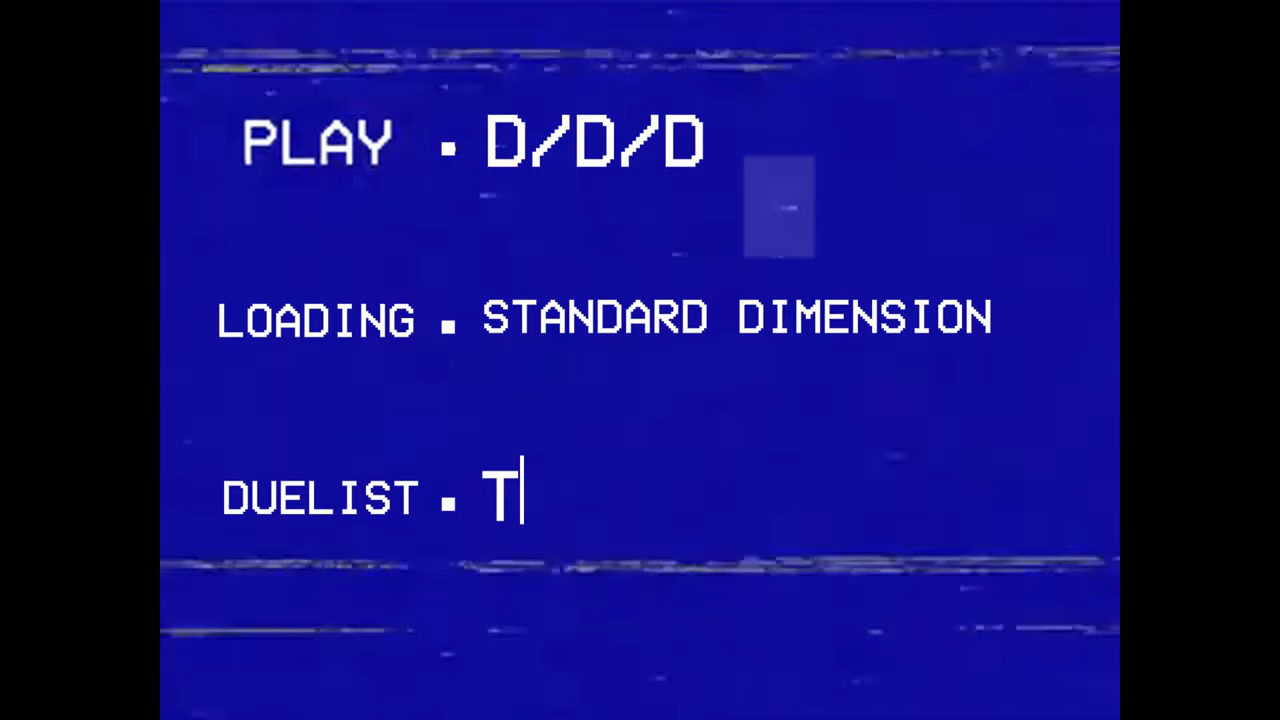 PLAY . D/D/D
LOADING . STANDARD DIMENSION
DUELIST . T